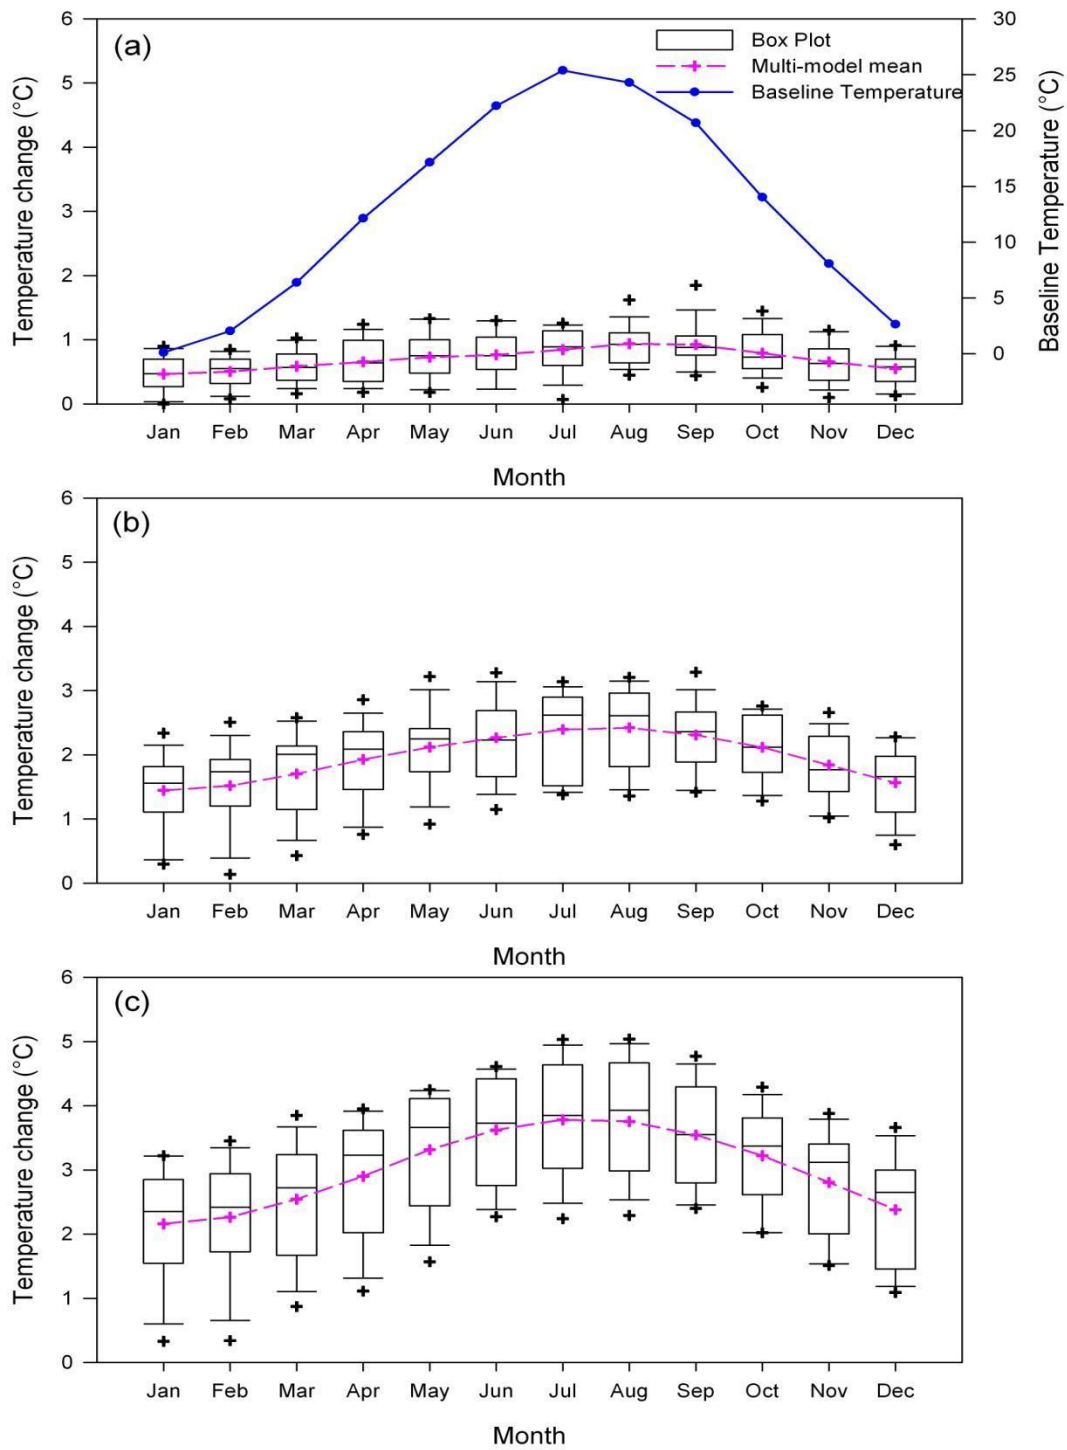 (a)
Box Plot
Multi-model mean
Baseline Temperature
Temperature change (°C)
6
5
4
3
2
1
0
Baseline Temperature (°C)
30
25
20
15
10
5
0
Jan Feb Mar Apr May Jun Jul Aug Sep Oct Nov Dec
Month
(b)
Temperature change (°C)
6
5
4
3
2
1
0
Jan Feb Mar Apr May Jun Jul Aug Sep Oct Nov Dec
Month
(c)
Temperature change (°C)
6
5
4
3
2
1
0
Jan Feb Mar Apr May Jun Jul Aug Sep Oct Nov Dec
Month